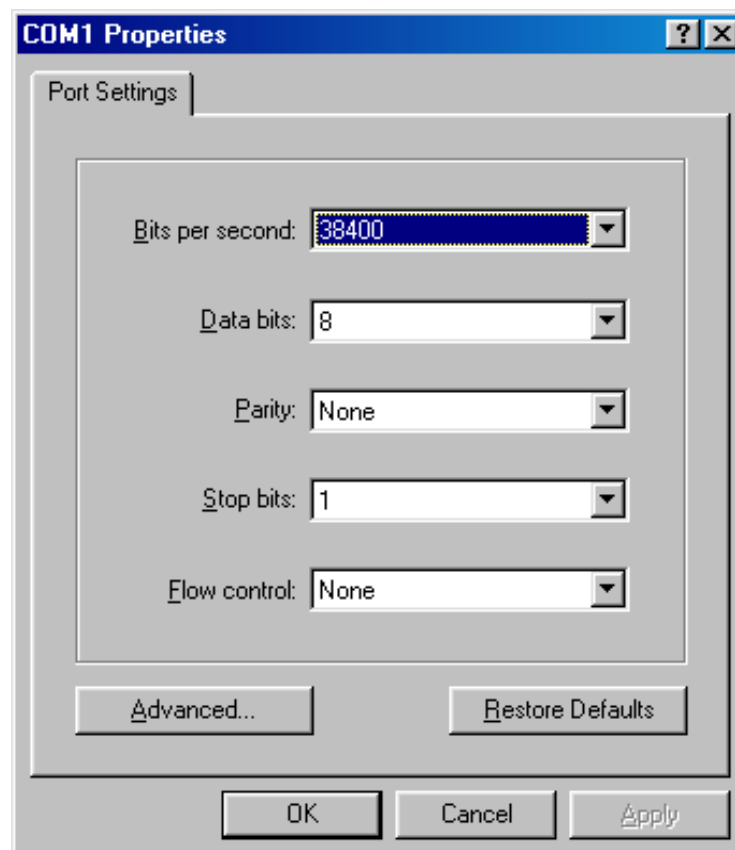 COM1 Properties
Port Settings
Bits per second: 38400
Data bits: 8
Parity: None
Stop bits: 1
Flow control: None
Advanced... Restore Defaults
OK Cancel Apply